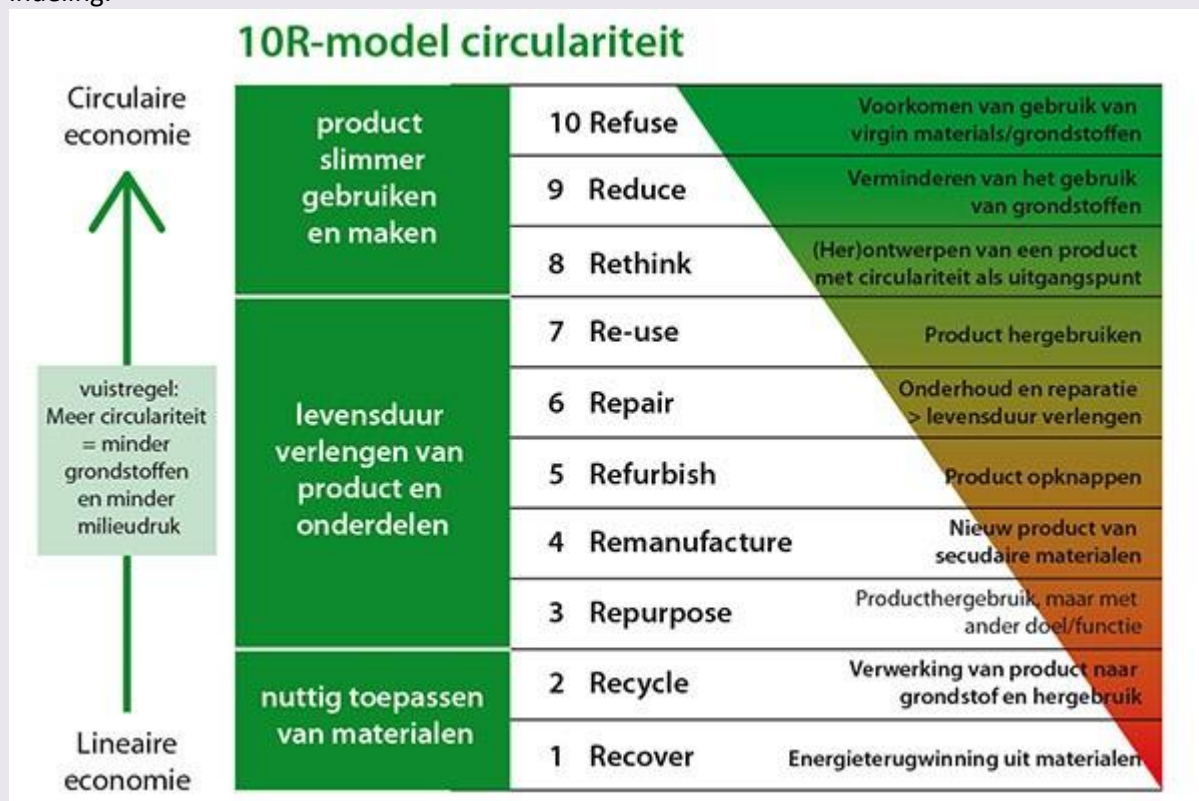 10R-model circulariteit
Circulaire
economie
vuistregel:
Meer circulariteit
= minder
grondstoffen
en minder
milieudruk
Lineaire
economie
product
slimmer
gebruiken
en maken
10 Refuse
Voorkomen van gebruik van
virgin materials/grondstoffen
9 Reduce
Verminderen van het gebruik
van grondstoffen
8 Rethink
(Her)ontwerpen van een product
met circulariteit als uitgangspunt
levensduur
verlengen van
product en
onderdelen
7 Re-use
Product hergebruiken
6 Repair
Onderhoud en reparatie
> levensduur verlengen
5 Refurbish
Product opknappen
4 Remanufacture
Nieuw product van
secudaire materialen
3 Repurpose
Producthergebruik, maar met
ander doel/functie
nuttig toepassen
van materialen
2 Recycle
Verwerking van product naar
grondstof en hergebruik
1 Recover
Energieterugwinning uit materialen